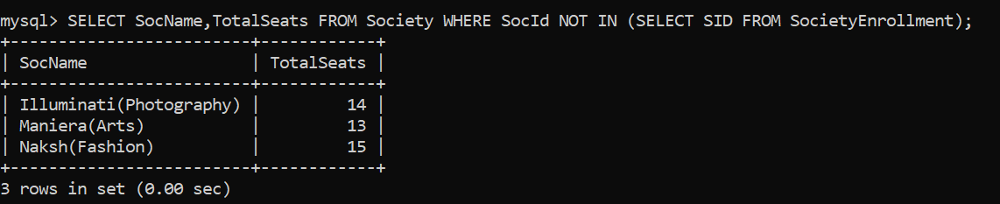 mysql> SELECT SocName,TotalSeats FROM Society WHERE SocId NOT IN (SELECT SID FROM SocietyEnrollment);
+-------------------------+------------+
| SocName                 | TotalSeats |
+-------------------------+------------+
| Illuminati(Photography) |         14 |
| Maniera(Arts)           |         13 |
| Naksh(Fashion)          |         15 |
+-------------------------+------------+
3 rows in set (0.00 sec)